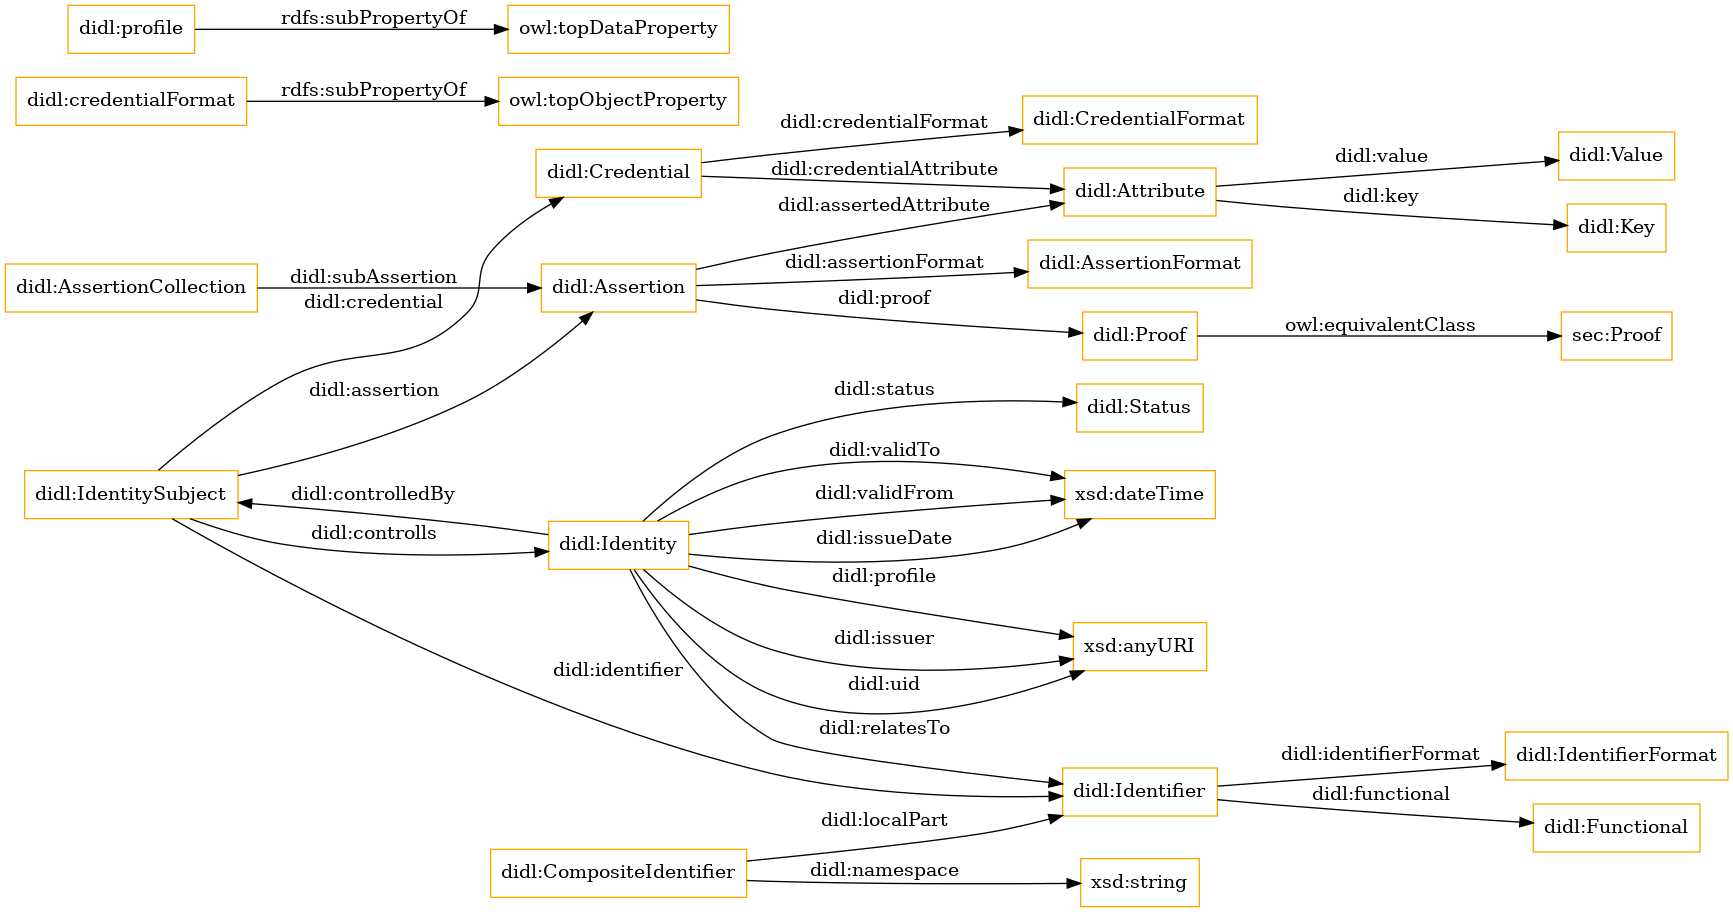 didl:profile
rdfs:subPropertyOf
owl:topDataProperty
didl:credentialFormat
rdfs:subPropertyOf
owl:topObjectProperty
didl:Credential
didl:credentialFormat
didl:CredentialFormat
didl:credentialAttribute
didl:Attribute
didl:value
didl:Value
didl:key
didl:Key
didl:assertedAttribute
didl:AssertionCollection
didl:subAssertion
didl:credential
didl:Assertion
didl:assertionFormat
didl:AssertionFormat
didl:proof
didl:Proof
owl:equivalentClass
sec:Proof
didl:assertion
didl:status
didl:Status
didl:IdentitySubject
didl:controlledBy
didl:controlls
didl:Identity
didl:validTo
didl:validFrom
didl:issueDate
xsd:dateTime
didl:profile
didl:issuer
didl:uid
xsd:anyURI
didl:identifier
didl:relatesTo
didl:Identifier
didl:identifierFormat
didl:IdentifierFormat
didl:functional
didl:Functional
didl:CompositeIdentifier
didl:localPart
didl:namespace
xsd:string